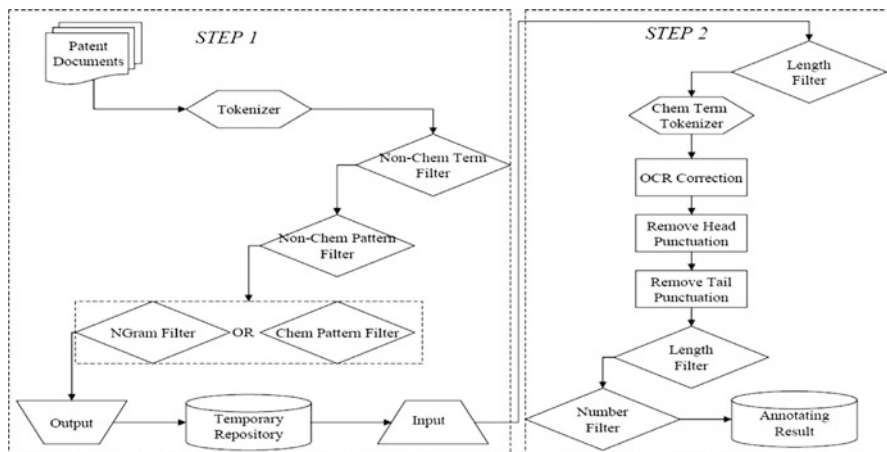 STEP 1
Patent
Documents
Tokenizer
Non-Chem Term
Filter
Non-Chem Pattern
Filter
NGram Filter OR Chem Pattern Filter
Output
Temporary
Repository
Input
STEP 2
Length
Filter
Chem Term
Tokenizer
OCR Correction
Remove Head
Punctuation
Remove Tail
Punctuation
Length
Filter
Number
Filter
Annotating
Result